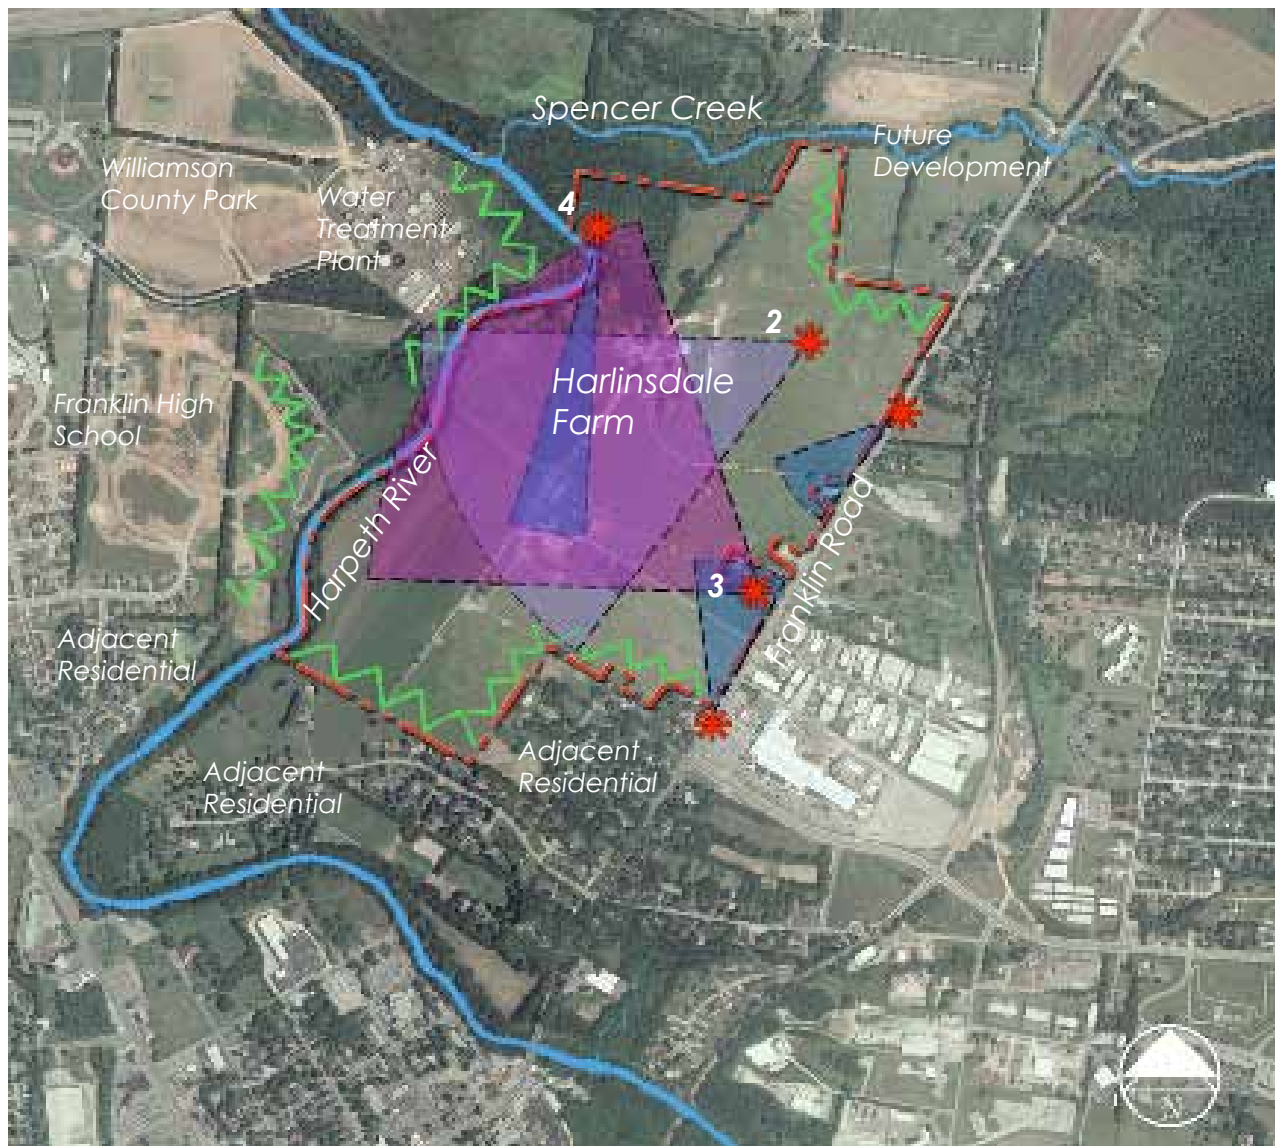 Spencer Creek
Future
Development
Williamson
County Park
Water
Treatment
Plant
4
2
Harlinsdale
Farm
Franklin High
School
Harpeth River
Franklin Road
3
Adjacent
Residential
Adjacent
Residential
Adjacent
Residential
N